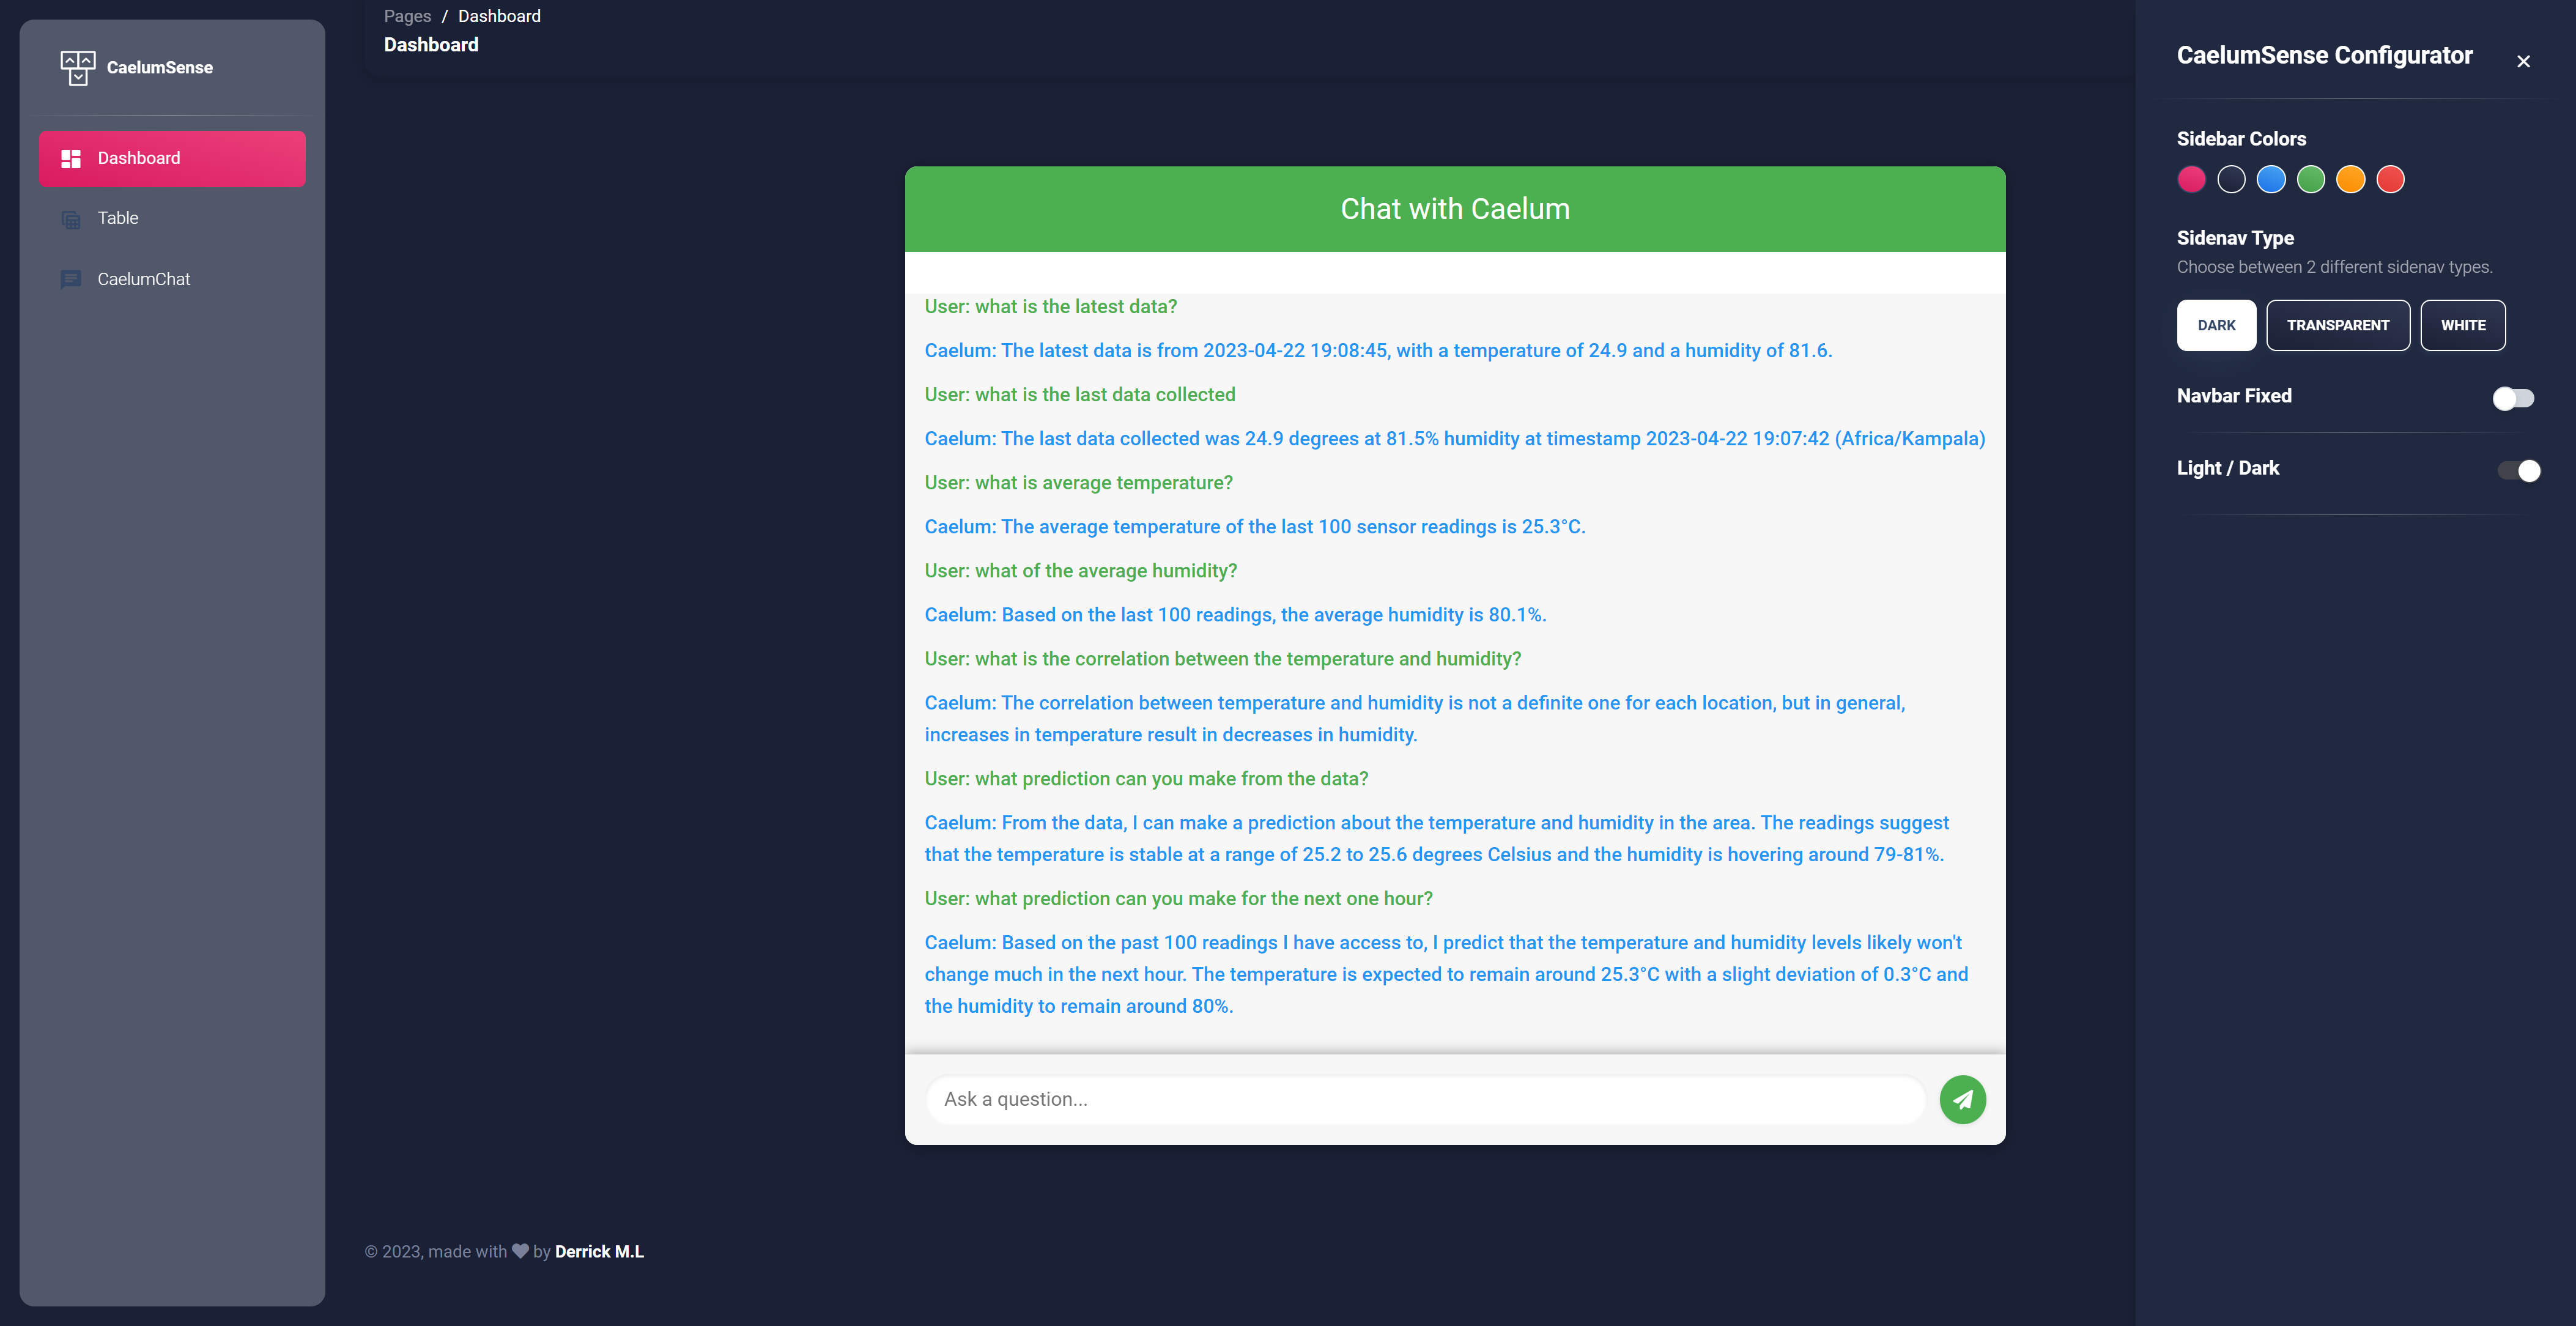 CaelumSense
Dashboard
Table
CaelumChat
Pages / Dashboard
Dashboard
Chat with Caelum
User: what is the latest data?
Caelum: The latest data is from 2023-04-22 19:08:45, with a temperature of 24.9 and a humidity of 81.6.
User: what is the last data collected
Caelum: The last data collected was 24.9 degrees at 81.5% humidity at timestamp 2023-04-22 19:07:42 (Africa/Kampala)
User: what is average temperature?
Caelum: The average temperature of the last 100 sensor readings is 25.3°C.
User: what of the average humidity?
Caelum: Based on the last 100 readings, the average humidity is 80.1%.
User: what is the correlation between the temperature and humidity?
Caelum: The correlation between temperature and humidity is not a definite one for each location, but in general,
increases in temperature result in decreases in humidity.
User: what prediction can you make from the data?
Caelum: From the data, I can make a prediction about the temperature and humidity in the area. The readings suggest
that the temperature is stable at a range of 25.2 to 25.6 degrees Celsius and the humidity is hovering around 79-81%.
User: what prediction can you make for the next one hour?
Caelum: Based on the past 100 readings I have access to, I predict that the temperature and humidity levels likely won't
change much in the next hour. The temperature is expected to remain around 25.3°C with a slight deviation of 0.3°C and
the humidity to remain around 80%.
Ask a question...
© 2023, made with by Derrick M.L
CaelumSense Configurator
Sidebar Colors
Sidenav Type
Choose between 2 different sidenav types.
DARK TRANSPARENT WHITE
Navbar Fixed
Light / Dark